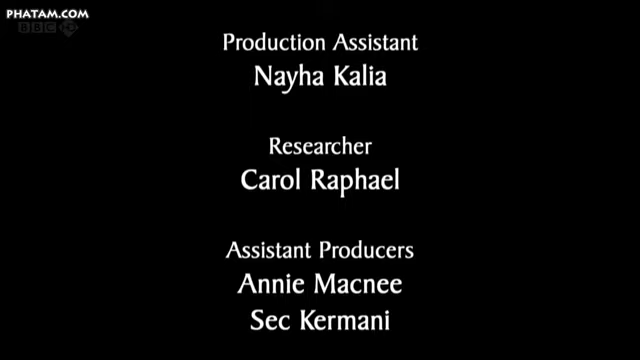 PHATAM.COM
BBC
Production Assistant
Nayha Kalia
Researcher
Carol Raphael
Assistant Producers
Annie Macnee
Sec Kermani